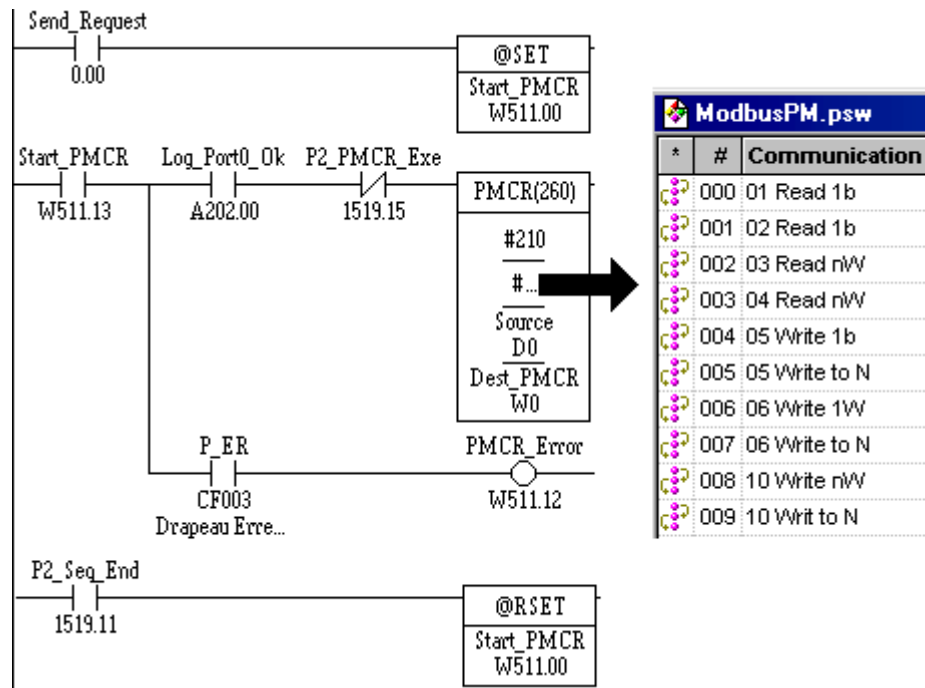 Send_Request
0.00
@SET
Start_PMCR
W511.00
Start_PMCR
W511.13
Log_Port0_Ok
A202.00
P2_PMCR_Exe
1519.15
PMCR(260)
#210
#...
Source
D0
Dest_PMCR
W0
P_ER
CF003
Drapeau Erre...
PMCR_Error
W511.12
P2_Seq_End
1519.11
@RSET
Start_PMCR
W511.00
ModbusPM.psw
* # Communication
000 01 Read 1b
001 02 Read 1b
002 03 Read nW
003 04 Read nW
004 05 Write 1b
005 05 Write to N
006 06 Write 1W
007 06 Write to N
008 10 Write nW
009 10 Writ to N